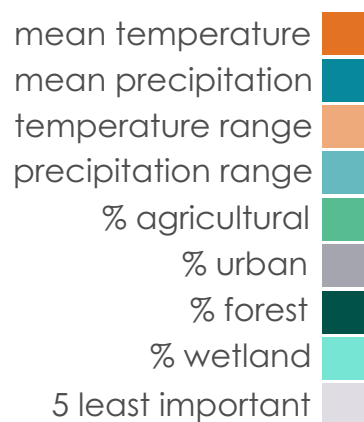 mean temperature
mean precipitation
temperature range
precipitation range
% agricultural
% urban
% forest
% wetland
5 least important